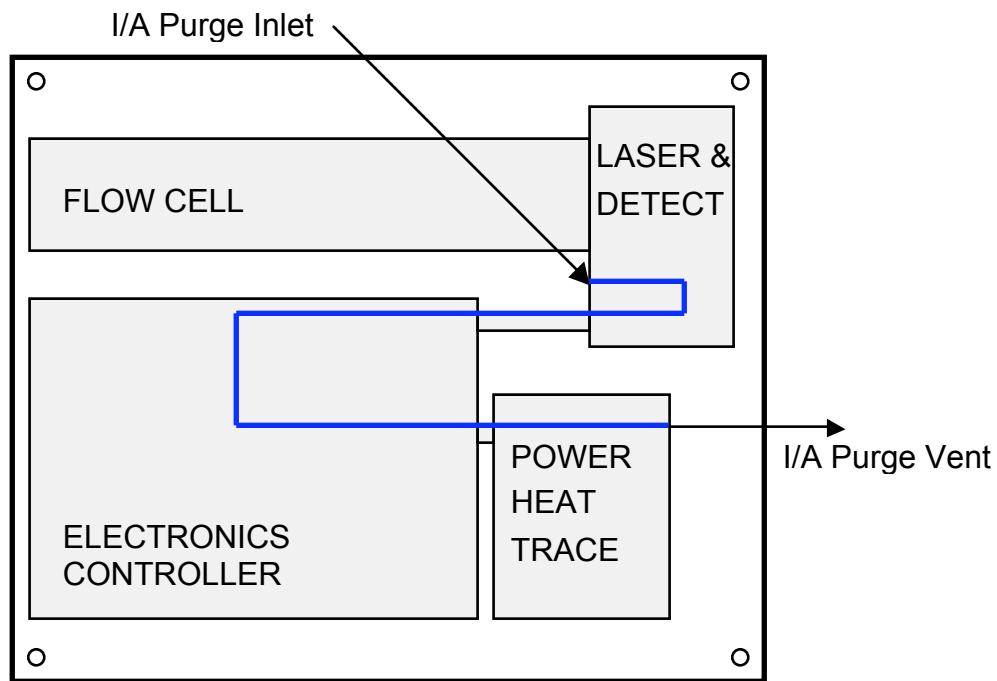 I/A Purge Inlet
LASER &
DETECT
FLOW CELL
I/A Purge Vent
POWER
HEAT
TRACE
ELECTRONICS
CONTROLLER